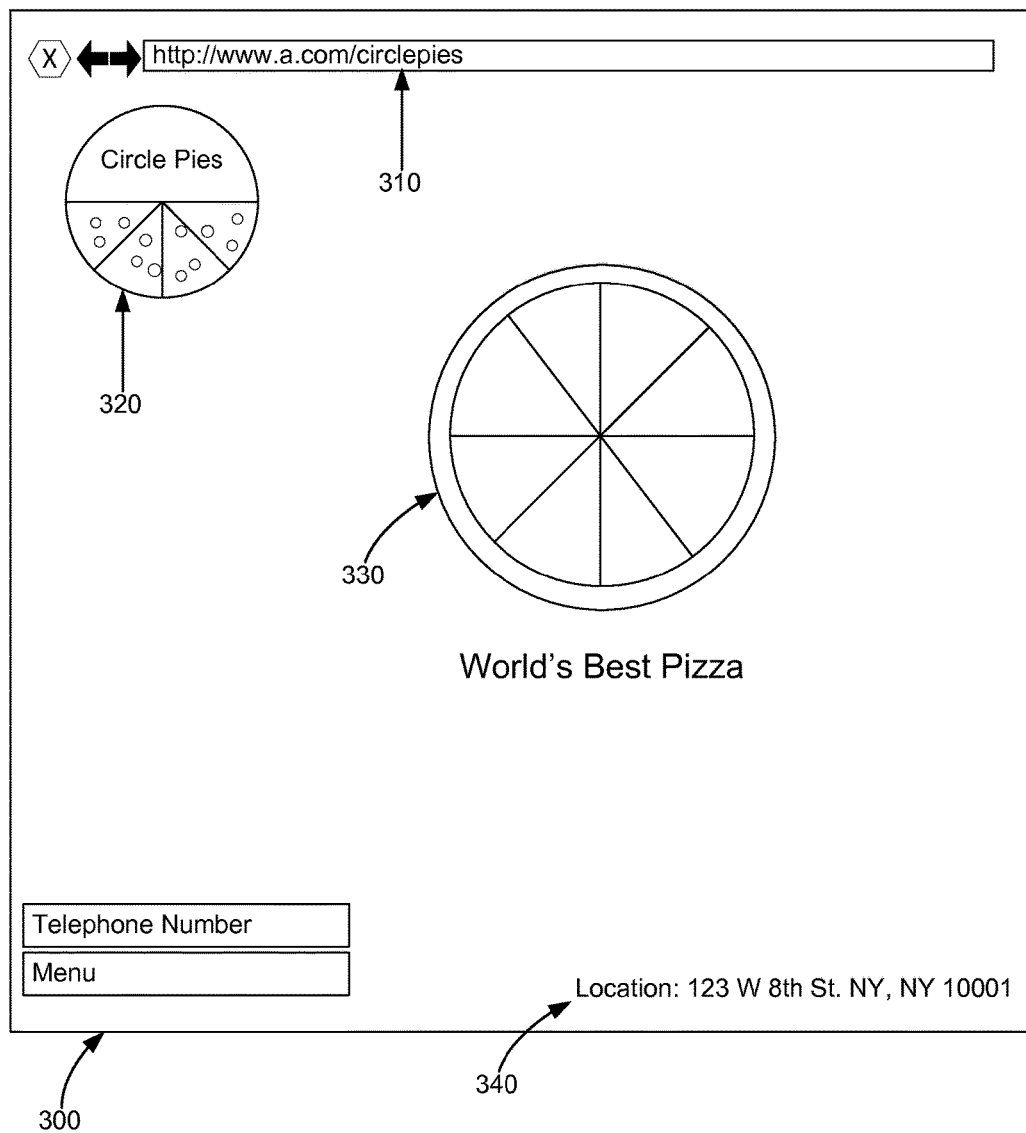 X
http://www.a.com/circlepies
Circle Pies
310
320
330
World's Best Pizza
Telephone Number
Menu
Location: 123 W 8th St. NY, NY 10001
340
300